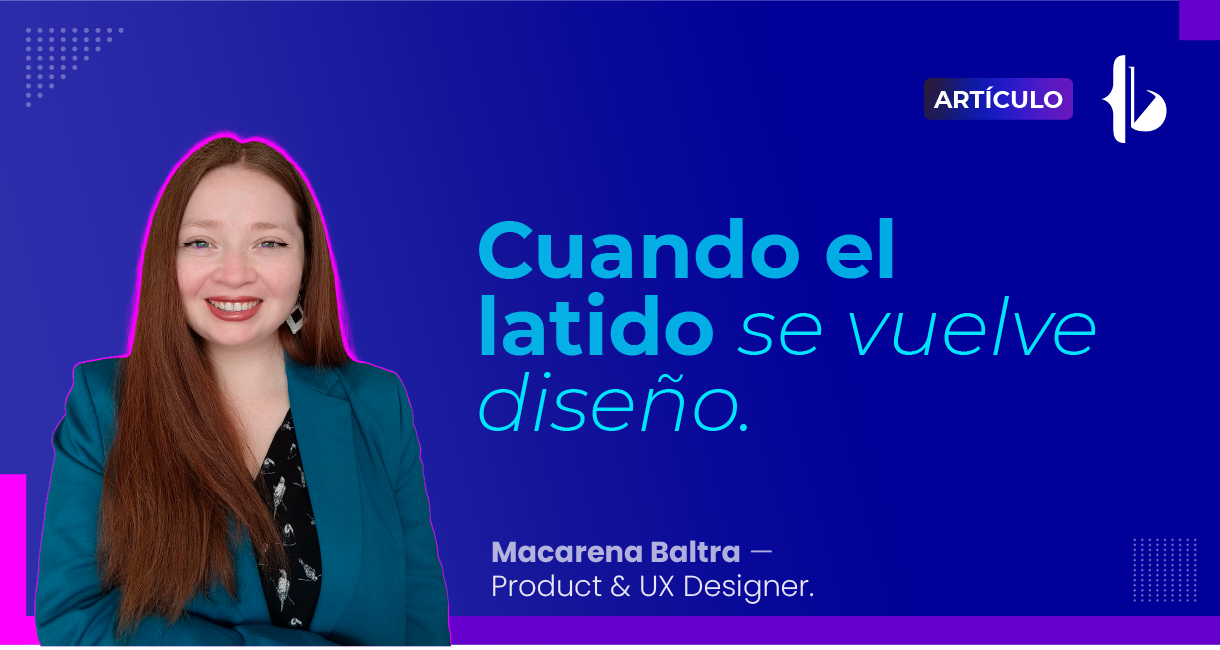 ARTÍCULO
Cuando el
latido se vuelve
diseño.
Macarena Baltra —
Product & UX Designer.